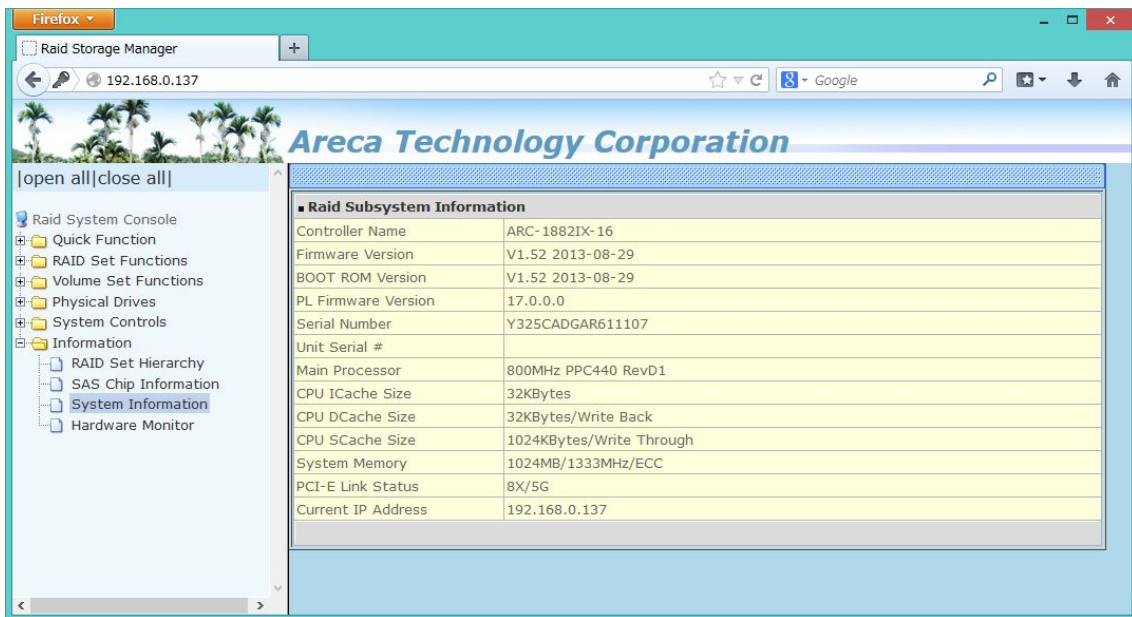 Firefox
Raid Storage Manager
192.168.0.137
8 Google
Areca Technology Corporation
|open all|close all|
Raid System Console
Quick Function
RAID Set Functions
Volume Set Functions
Physical Drives
System Controls
Information
RAID Set Hierarchy
SAS Chip Information
System Information
Hardware Monitor
Raid Subsystem Information
Controller Name ARC-1882IX-16
Firmware Version V1.52 2013-08-29
BOOT ROM Version V1.52 2013-08-29
PL Firmware Version 17.0.0.0
Serial Number Y325CADGAR611107
Unit Serial #
Main Processor 800MHz PPC440 RevD1
CPU ICache Size 32KBytes
CPU DCache Size 32KBytes/Write Back
CPU SCache Size 1024KBytes/Write Through
System Memory 1024MB/1333MHz/ECC
PCI-E Link Status 8X/5G
Current IP Address 192.168.0.137